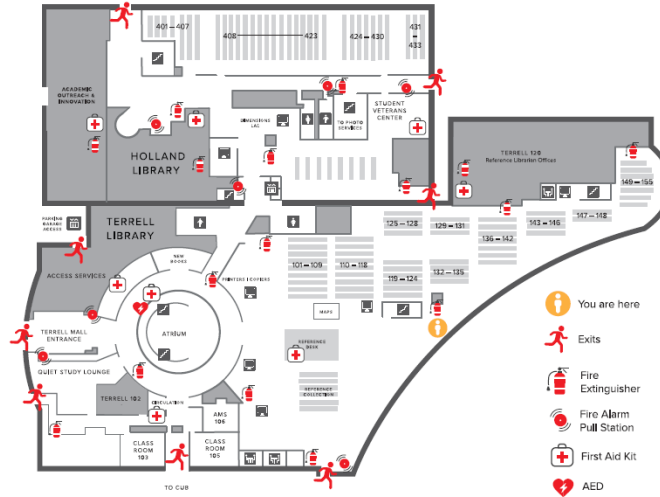 401—407
408
423
424—430
431
—
433
ACADEMIC
OUTREACH &
INNOVATION
DIMENSIONS
LAB
TO PHOTO
SERVICES
STUDENT
VETERANS
CENTER
HOLLAND
LIBRARY
TERRELL 120
Reference Librarian Offices
149—155
PARKING
GARAGE
ACCESS
TERRELL
LIBRARY
125—128
129—131
143—146
147—148
136—142
NEW
BOOKS
ACCESS SERVICES
PRINTERS / COPIERS
101—109
110—118
119—124
132—135
MAPS
You are here
TERRELL MALL
ENTRANCE
ATRIUM
REFERENCE
DESK
Exits
QUIET STUDY LOUNGE
Fire
Extinguisher
TERRELL 102
CIRCULATION
REFERENCE
COLLECTION
AMS
106
Fire Alarm
Pull Station
CLASS
ROOM
103
CLASS
ROOM
105
First Aid Kit
AED
TO CUB